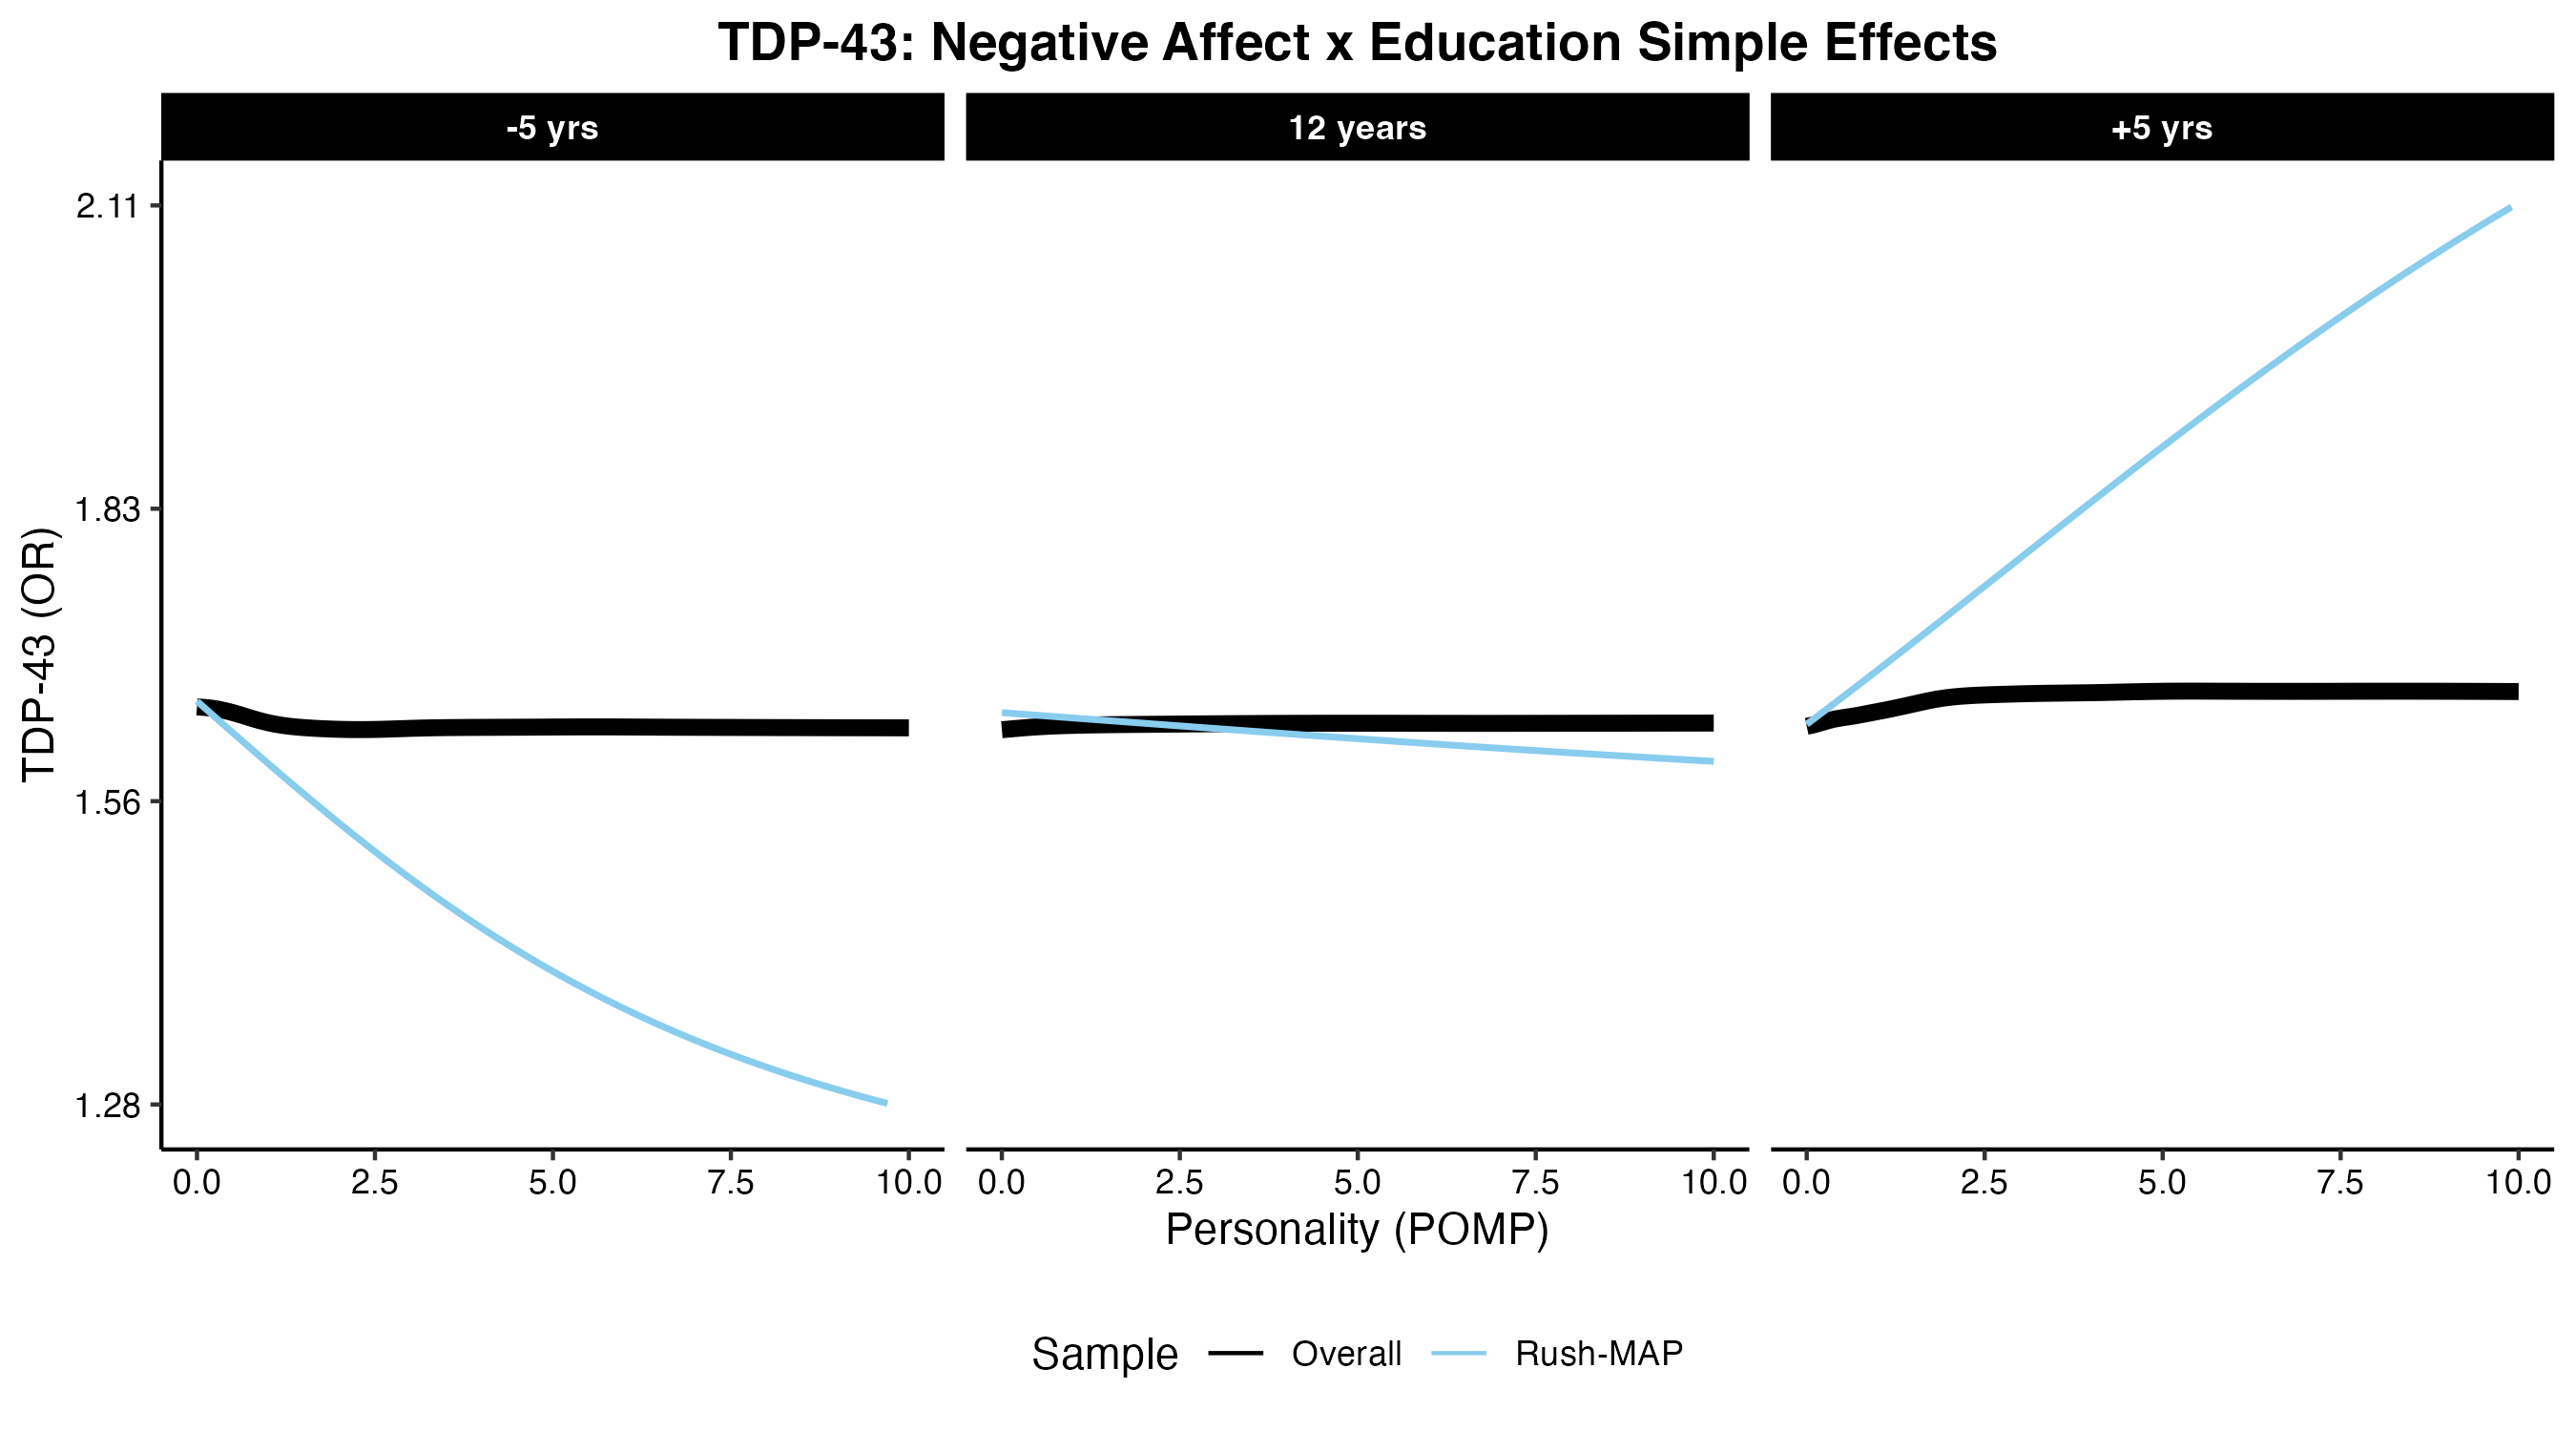 TDP-43: Negative Affect x Education Simple Effects
-5 yrs
12 years
+5 yrs
TDP-43 (OR)
2.11
1.83
1.56
1.28
0.0 2.5 5.0 7.5 10.0
0.0 2.5 5.0 7.5 10.0
0.0 2.5 5.0 7.5 10.0
Personality (POMP)
Sample Overall Rush-MAP